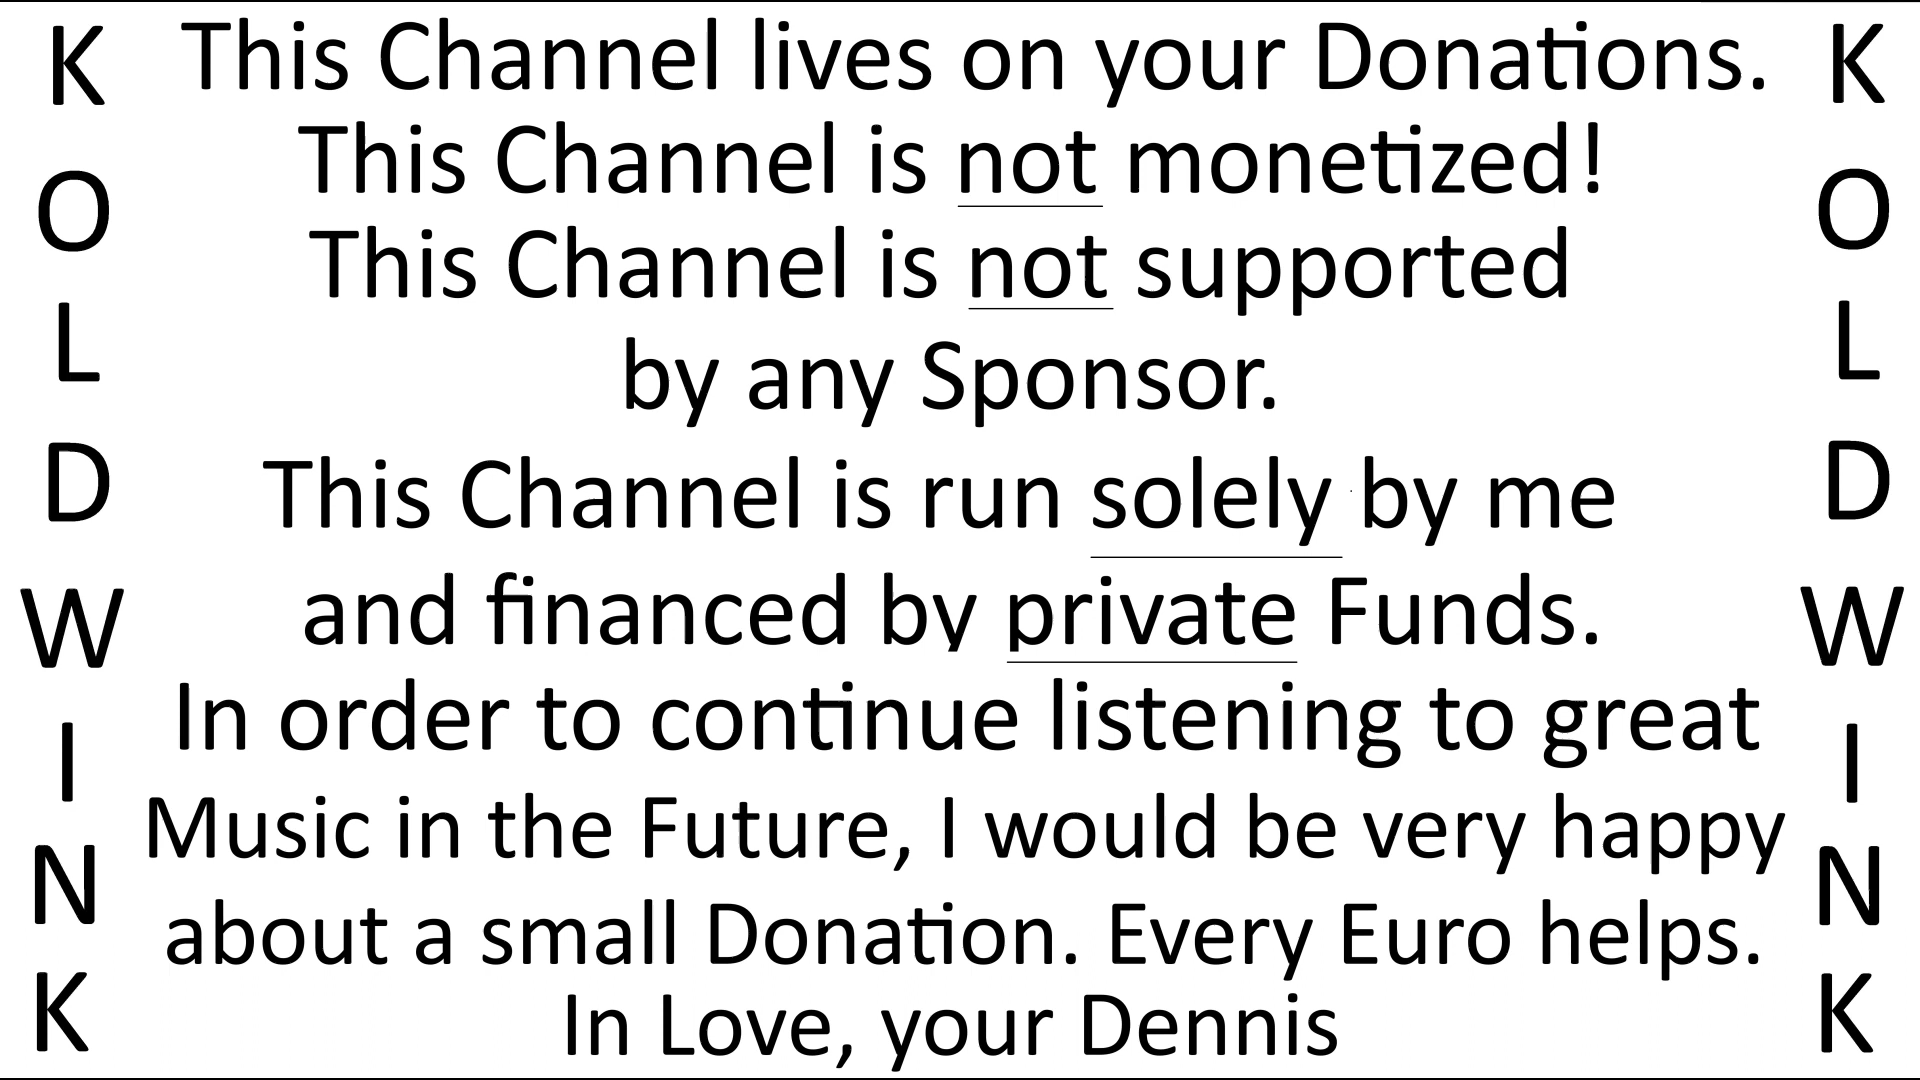 KOLDWINK
This Channel lives on your Donations.
This Channel is not monetized!
This Channel is not supported
by any Sponsor.
This Channel is run solely by me
and financed by private Funds.
In order to continue listening to great
Music in the Future, I would be very happy
about a small Donation. Every Euro helps.
In Love, your Dennis
KOLDWINK